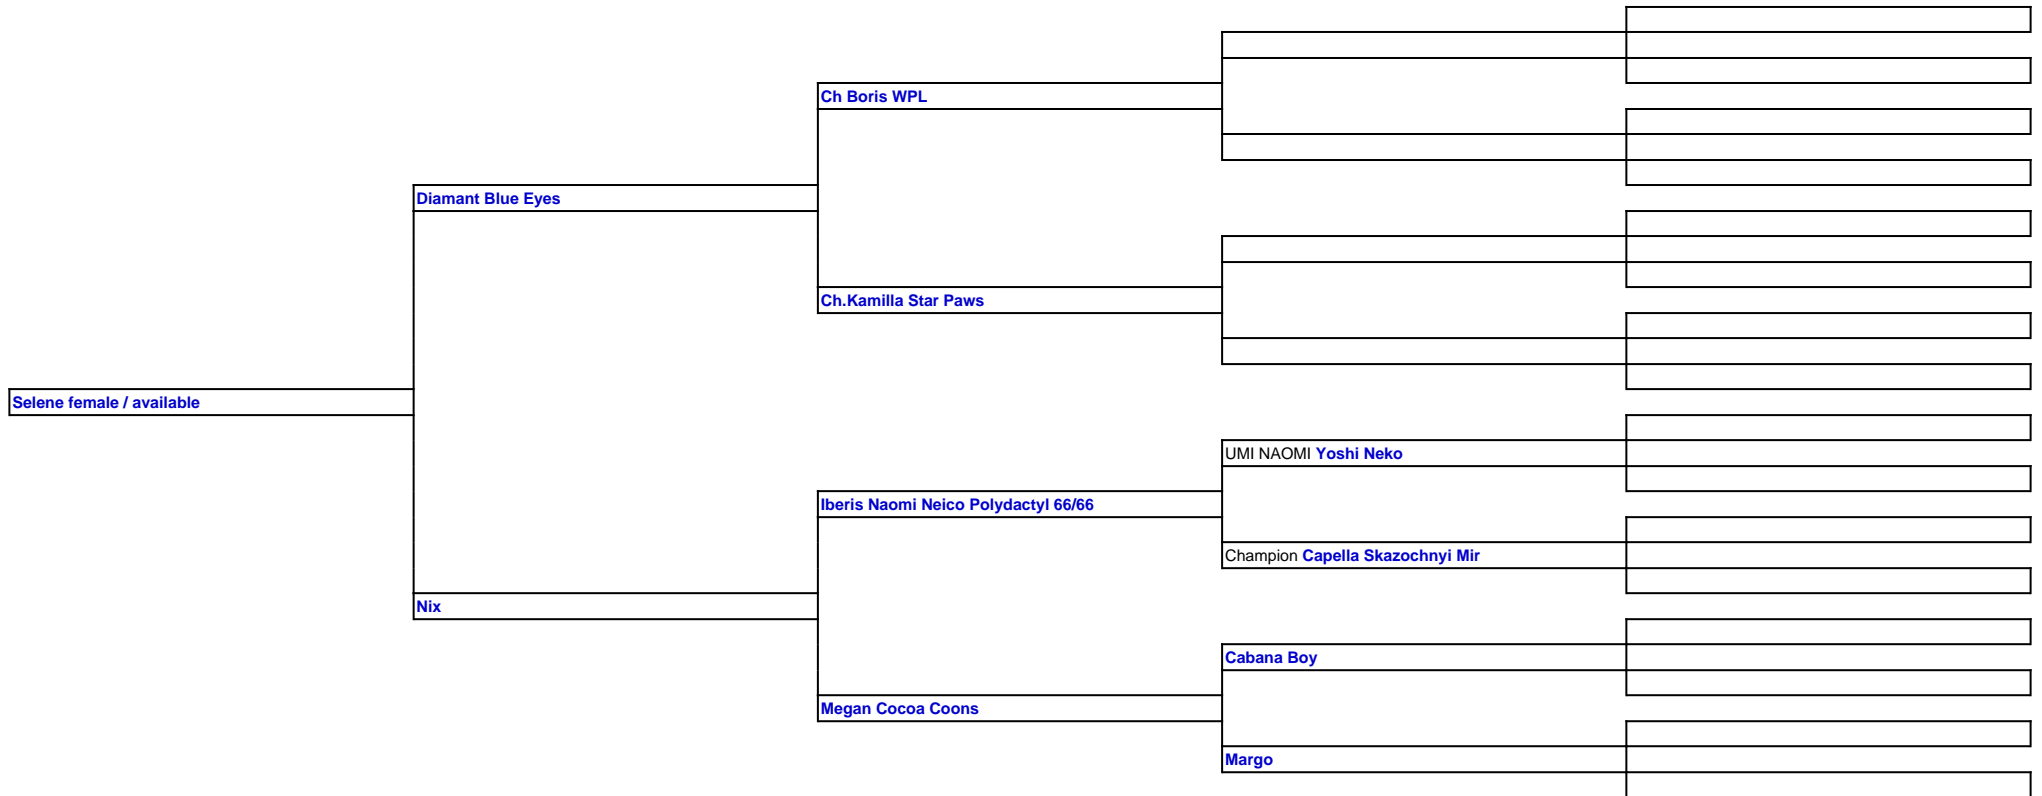 Ch Boris WPL
Diamant Blue Eyes
Ch.Kamilla Star Paws
Selene female / available
UMI NAOMI Yoshi Neko
Iberis Naomi Neico Polydactyl 66/66
Champion Capella Skazochnyi Mir
Nix
Cabana Boy
Megan Cocoa Coons
Margo